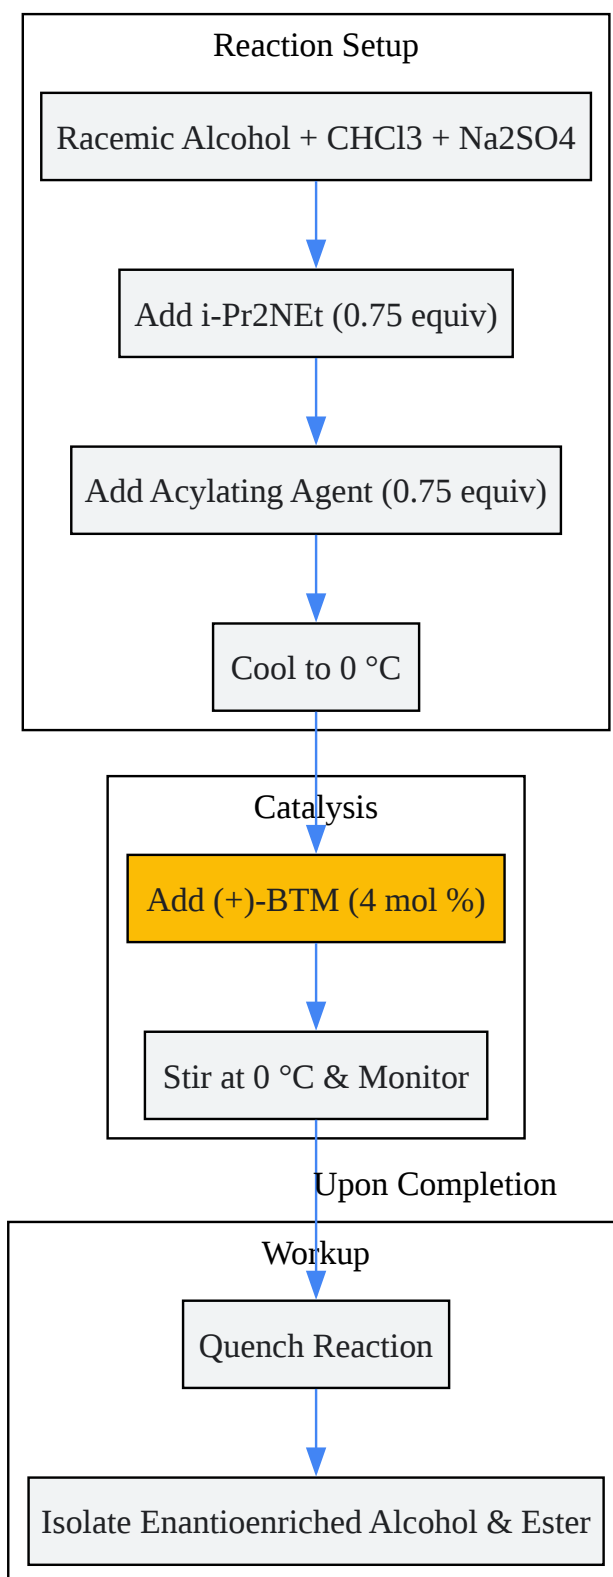 Reaction Setup
Racemic Alcohol + CHCl3 + Na2SO4
Add i-Pr2NEt (0.75 equiv)
Add Acylating Agent (0.75 equiv)
Cool to 0 °C
Catalysis
Add (+)-BTM (4 mol %)
Stir at 0 °C & Monitor
Upon Completion
Workup
Quench Reaction
Isolate Enantioenriched Alcohol & Ester